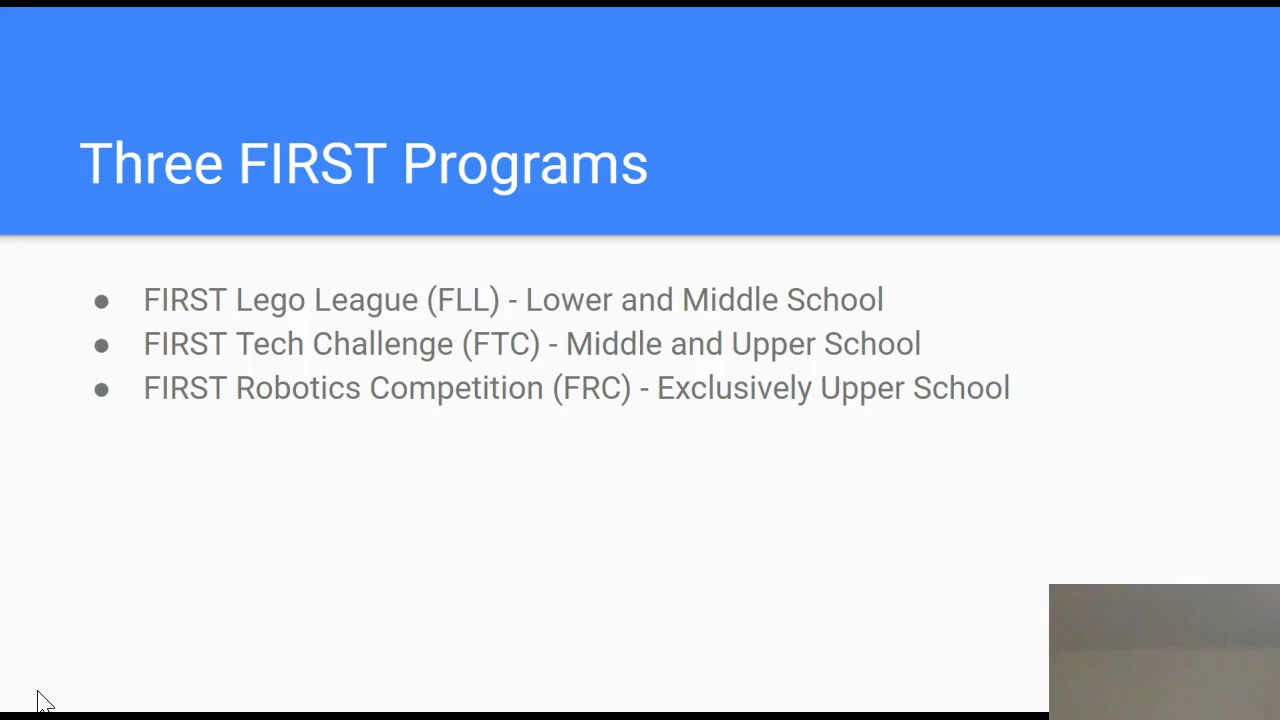 Three FIRST Programs
● FIRST Lego League (FLL) - Lower and Middle School
● FIRST Tech Challenge (FTC) - Middle and Upper School
● FIRST Robotics Competition (FRC) - Exclusively Upper School